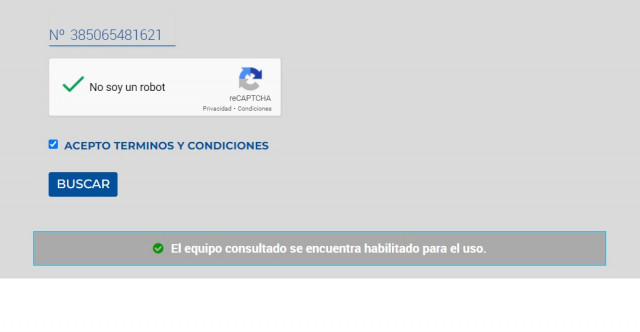 Nº 385065481621
No soy un robot
reCAPTCHA
Privacidad - Condiciones
ACEPTO TERMINOS Y CONDICIONES
BUSCAR
El equipo consultado se encuentra habilitado para el uso.